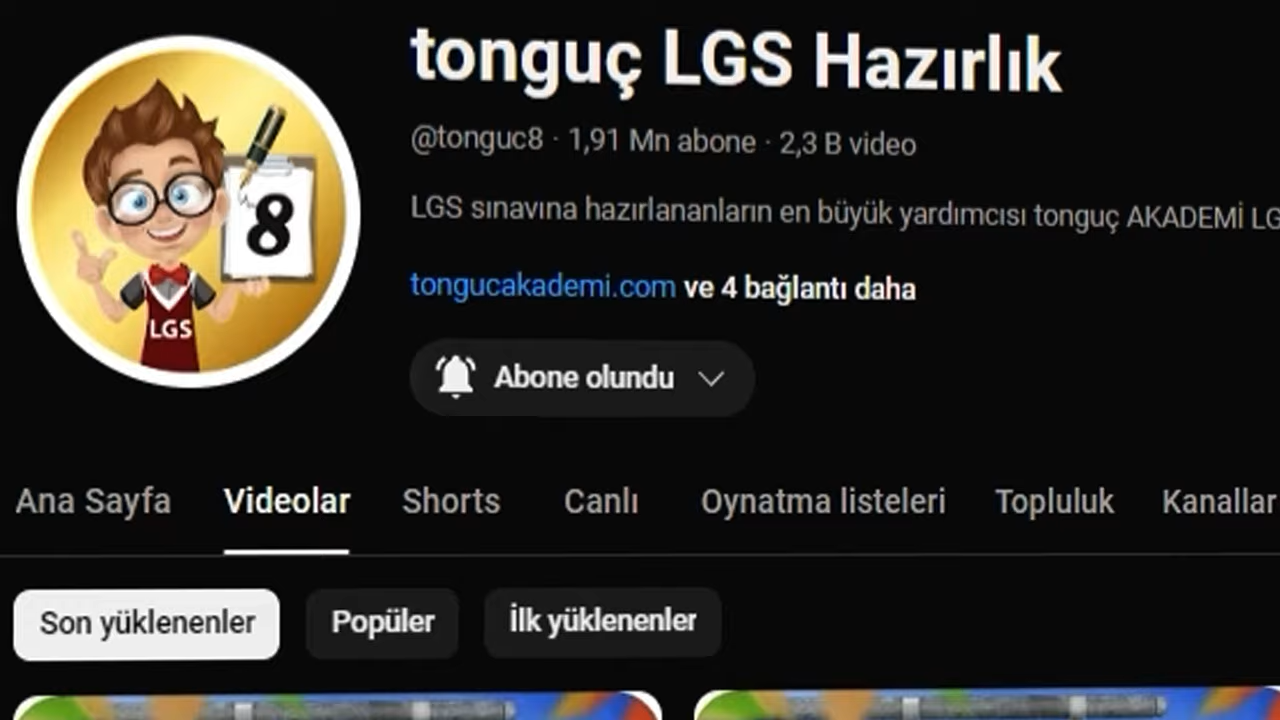 tonguç LGS Hazırlık
@tonguc8 · 1,91 Mn abone · 2,3 B video
LGS sınavına hazırlananların en büyük yardımcısı tonguç AKADEMİ LG
tongucakademi.com ve 4 bağlantı daha
8
LGS
Abone olundu
Ana Sayfa Videolar Shorts Canlı Oynatma listeleri Topluluk Kanallar
Son yüklenenler Popüler İlk yüklenenler